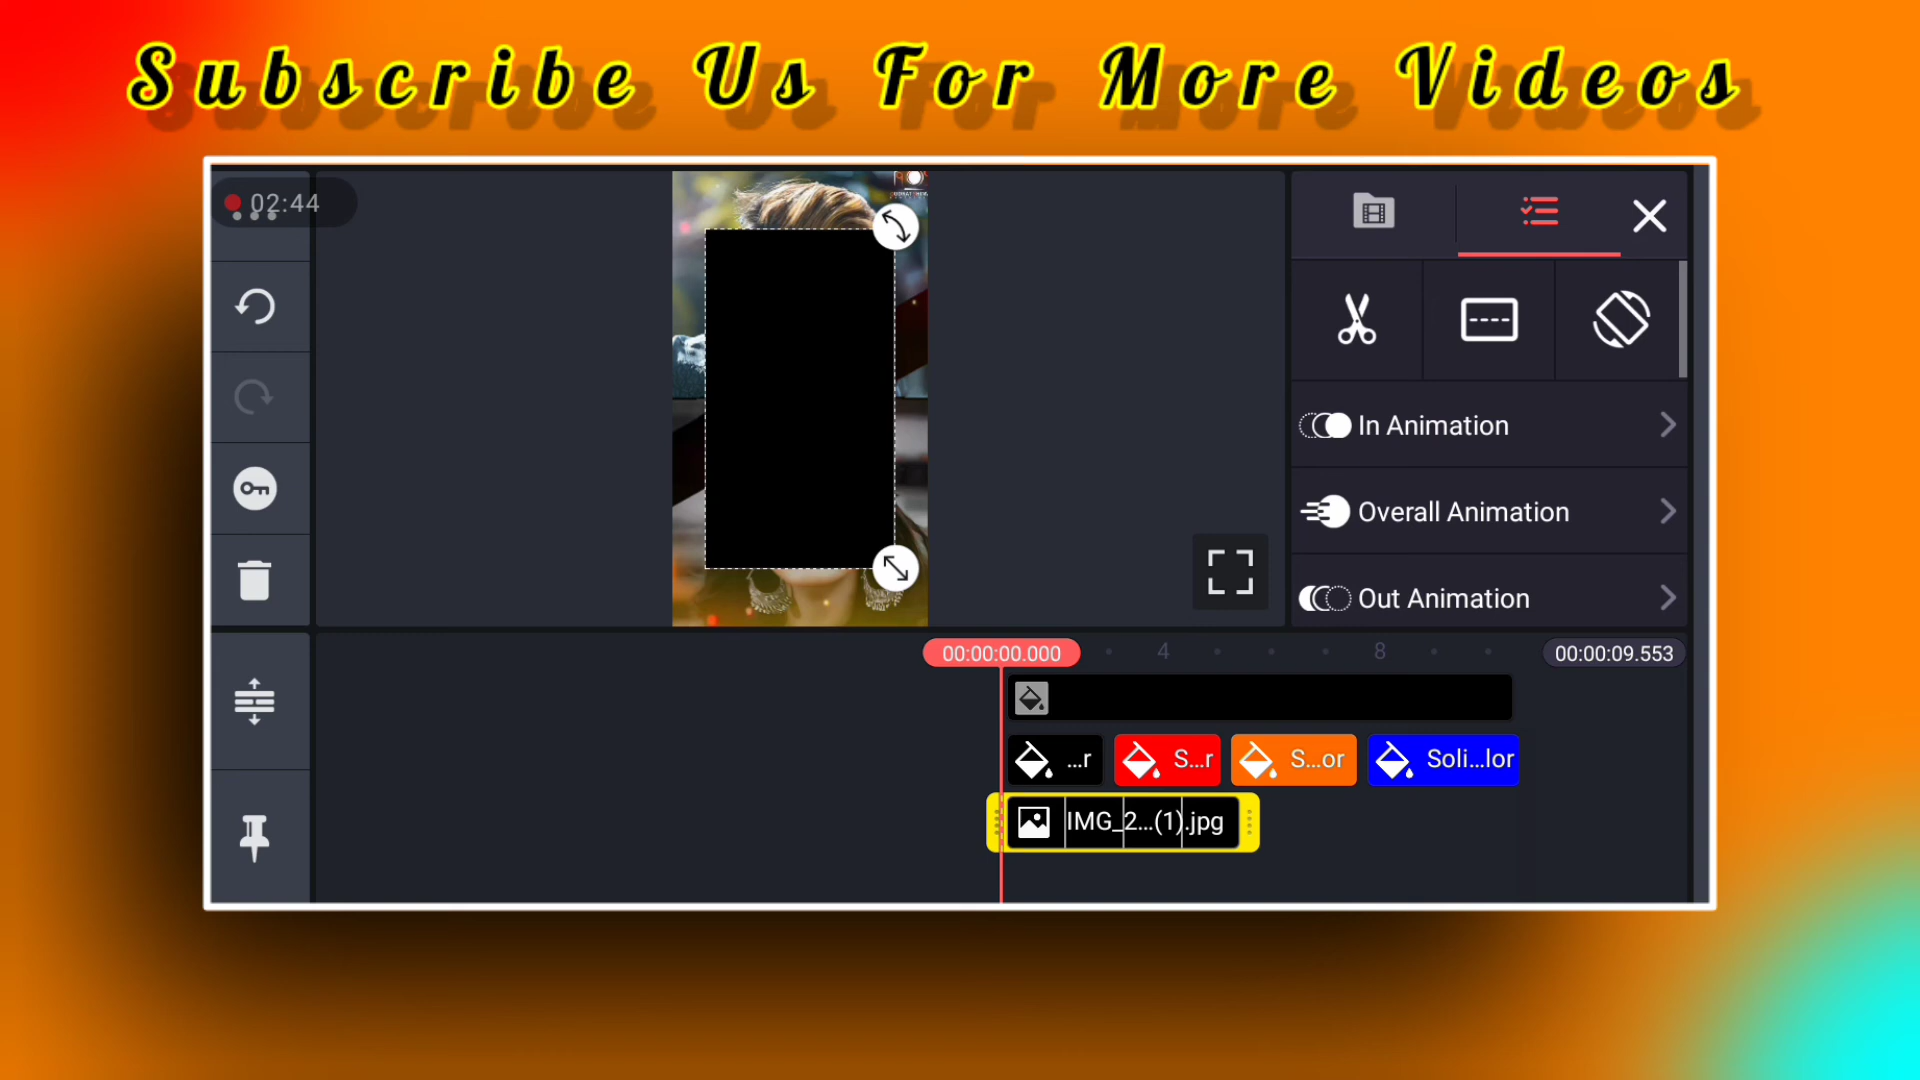 Subscribe Us For More Videos
02:44
In Animation
Overall Animation
Out Animation
00:00:00.000
4
8
00:00:09.553
...r
S...r
S...or
Soli...lor
IMG_2...(1).jpg